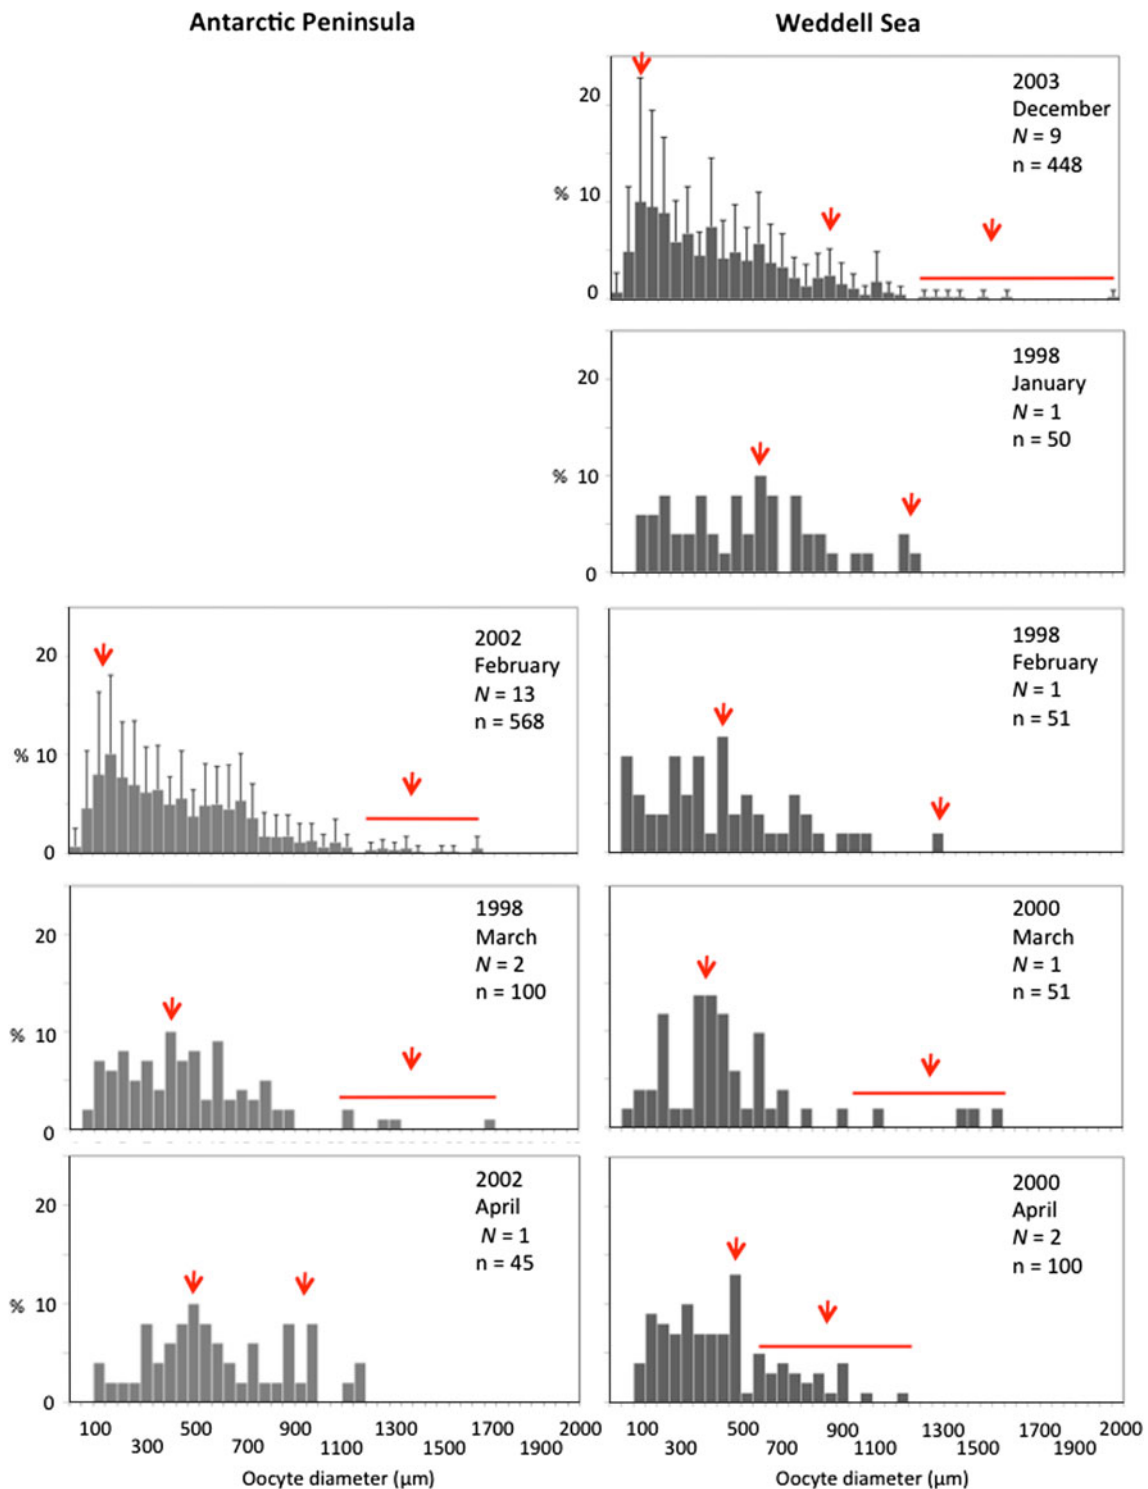 Antarctic Peninsula
Weddell Sea
2003
December
N = 9
n = 448
20
% 10
0
1998
January
N = 1
n = 50
20
% 10
0
2002
February
N = 13
n = 568
20
% 10
0
1998
February
N = 1
n = 51
1998
March
N = 2
n = 100
20
% 10
0
2000
March
N = 1
n = 51
2002
April
N = 1
n = 45
20
% 10
0
2000
April
N = 2
n = 100
100 500 900 1300 1700 2000
300 700 1100 1500 1900
Oocyte diameter (μm)
100 500 900 1300 1700 2000
300 700 1100 1500 1900
Oocyte diameter (μm)